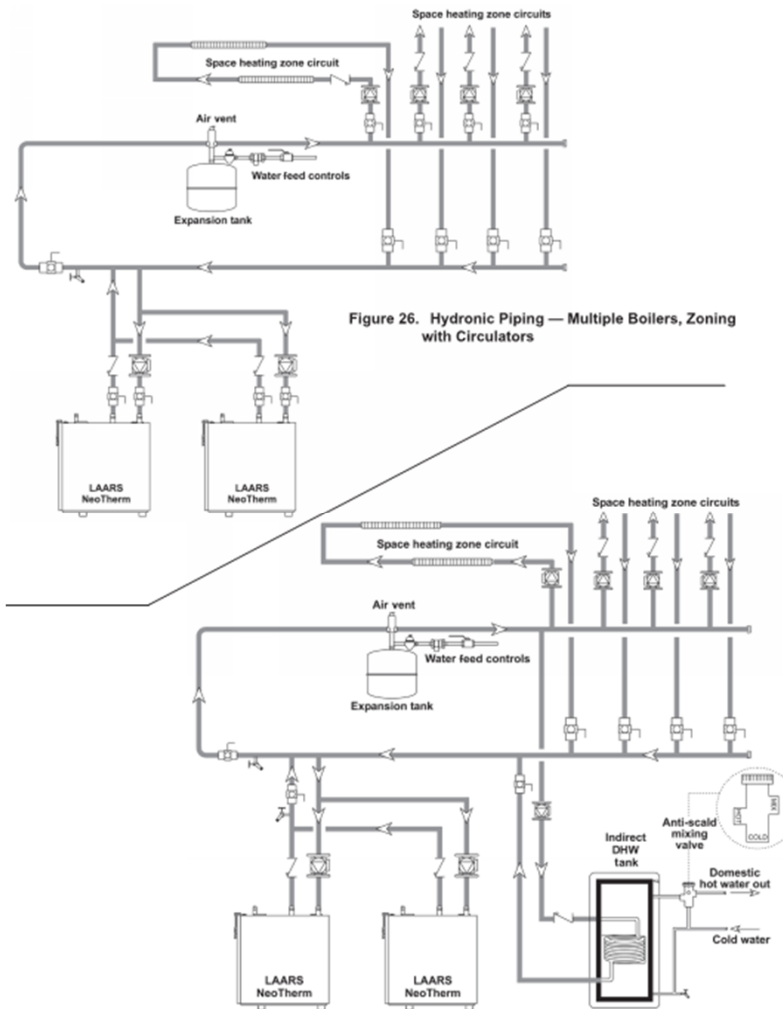 Space heating zone circuits
Space heating zone circuit
Air vent
Water feed controls
Expansion tank
Figure 26. Hydronic Piping — Multiple Boilers, Zoning
with Circulators
LAARS
NeoTherm
LAARS
NeoTherm
Space heating zone circuits
Space heating zone circuit
Air vent
Water feed controls
Expansion tank
HOT
MIX
COLD
Anti-scald
mixing
valve
Indirect
DHW
tank
Domestic
hot water out
Cold water
LAARS
NeoTherm
LAARS
NeoTherm